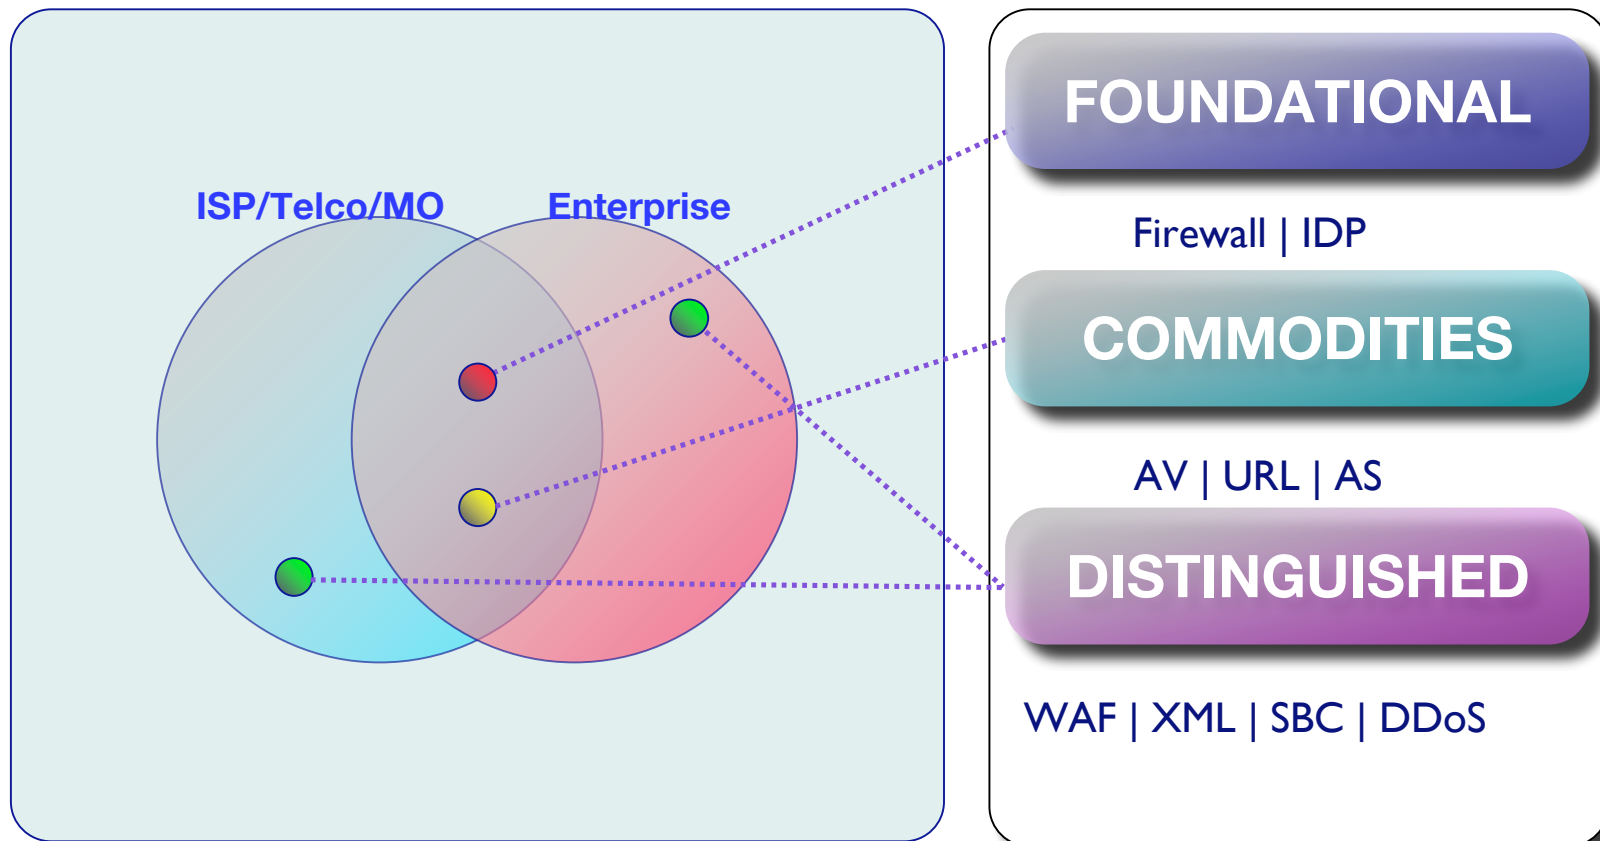 ISP/Telco/MO
Enterprise
FOUNDATIONAL
Firewall | IDP
COMMODITIES
AV | URL | AS
DISTINGUISHED
WAF | XML | SBC | DDoS